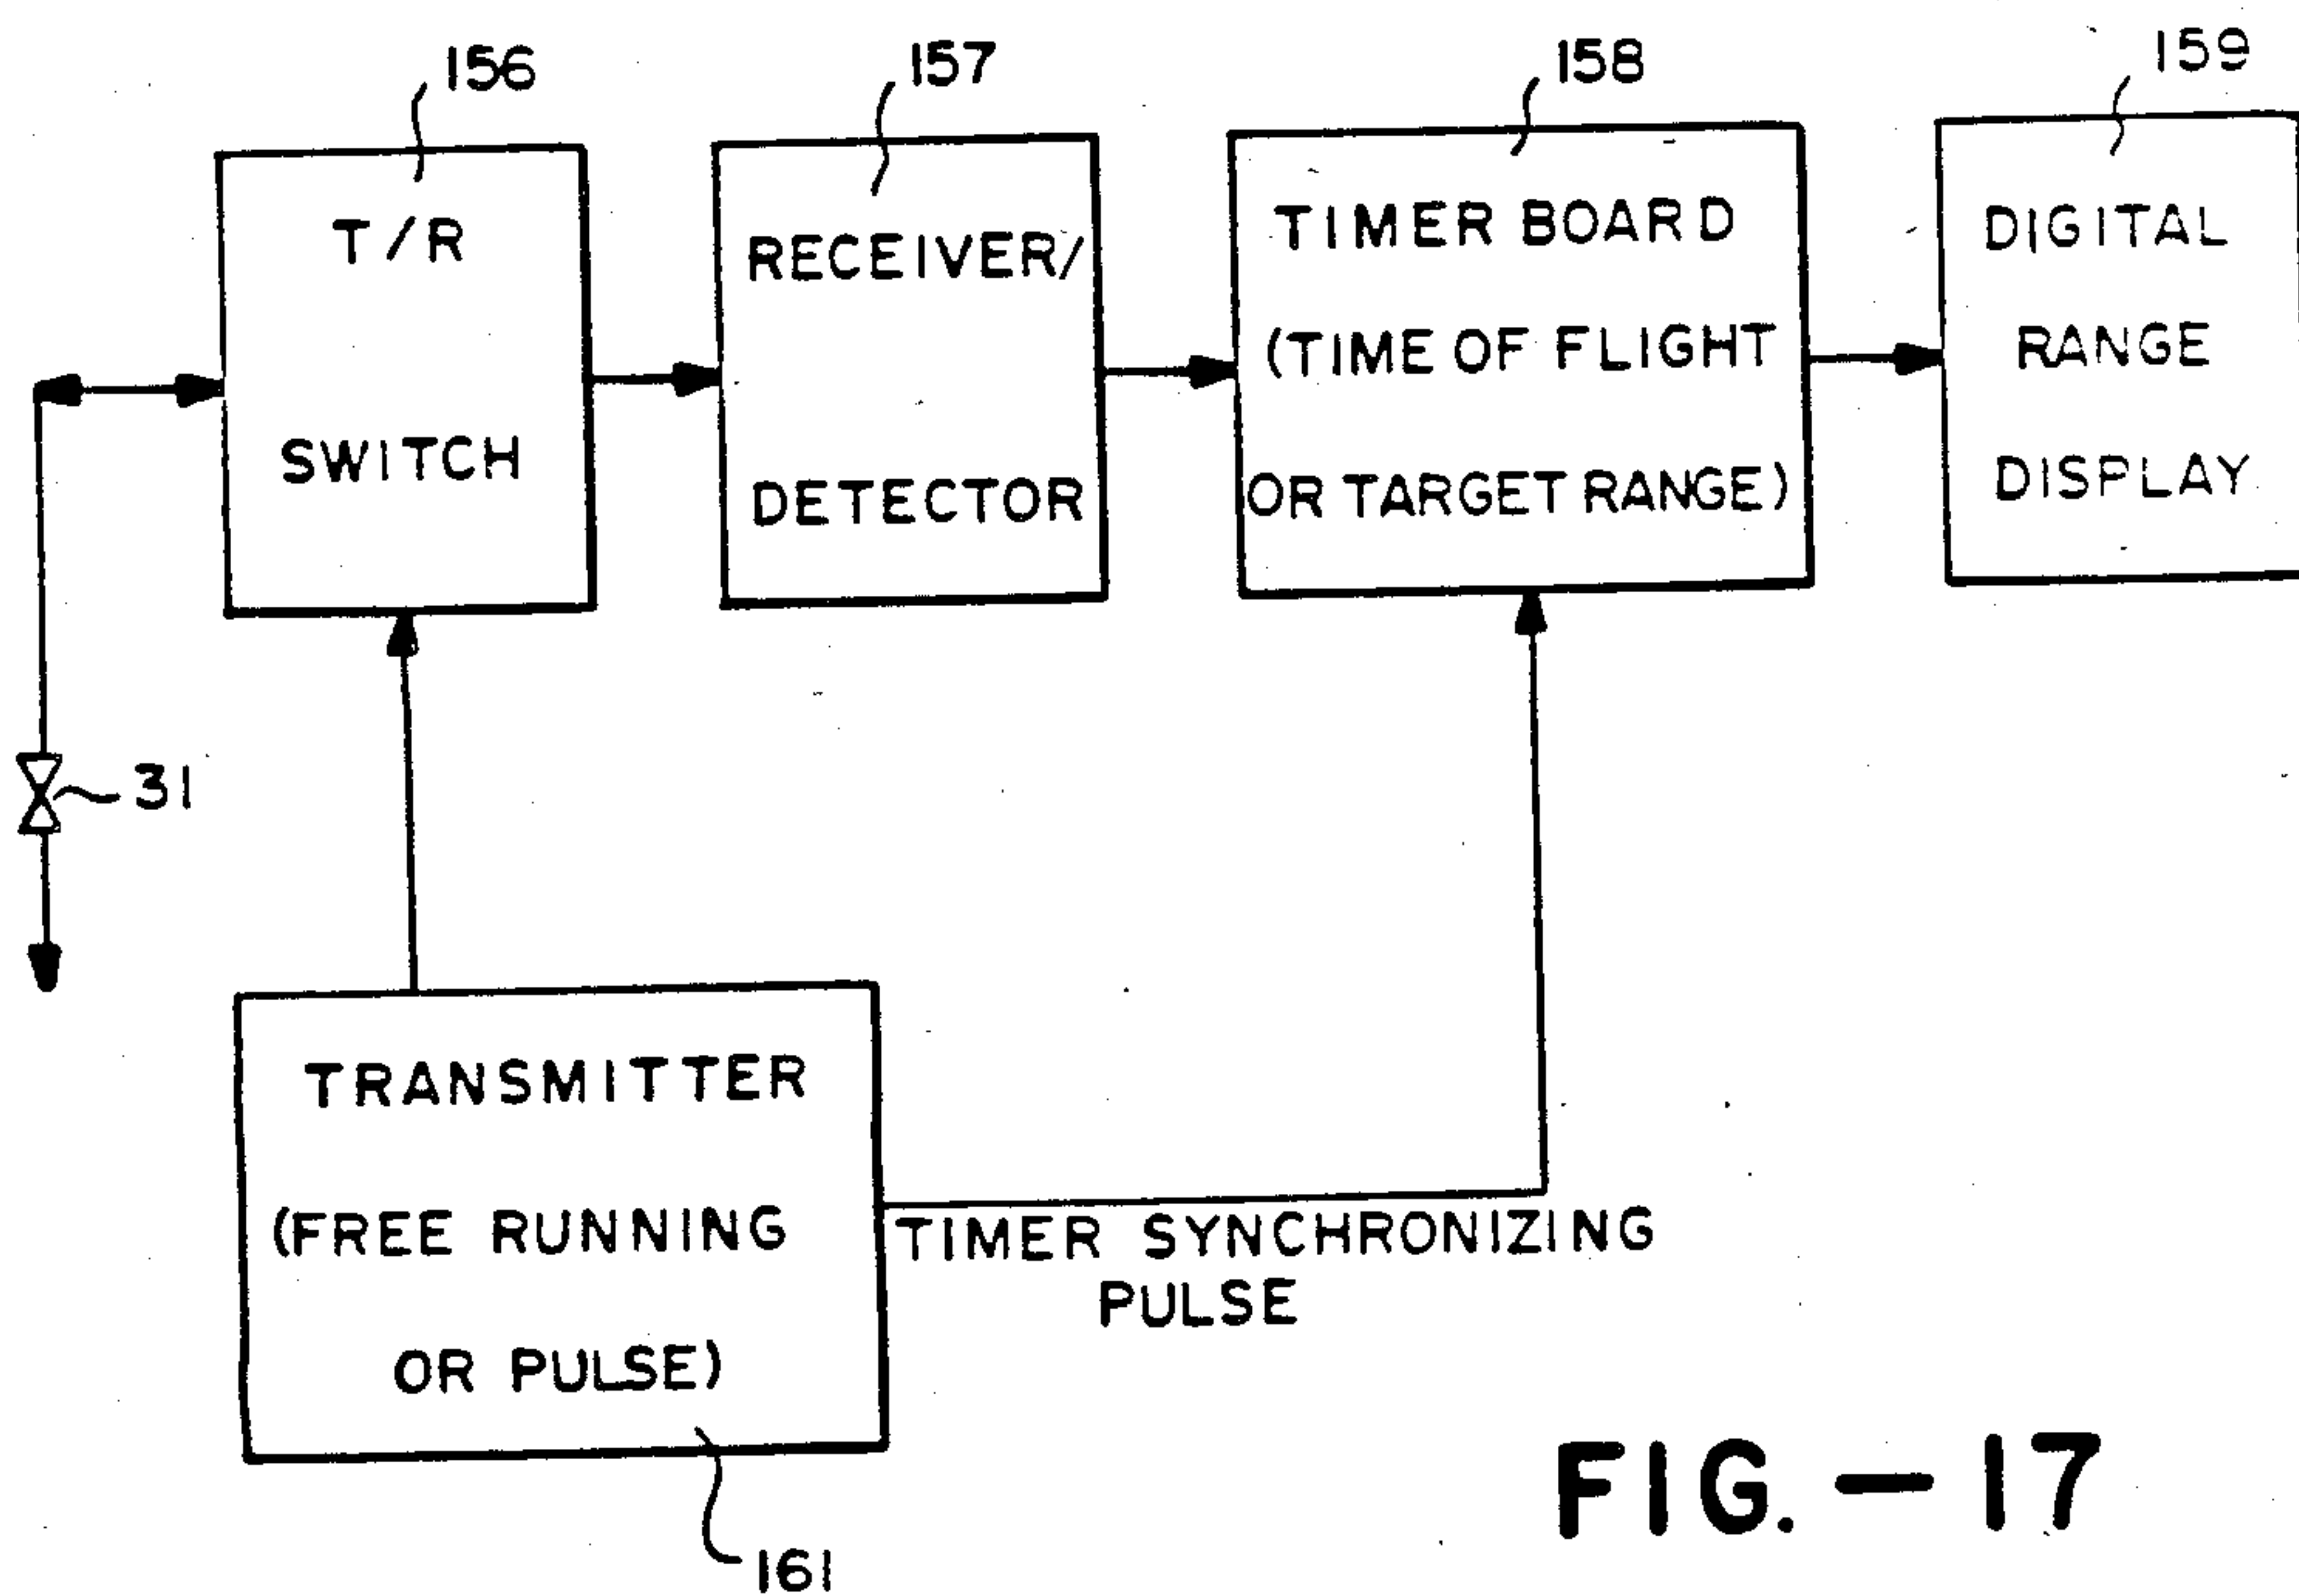 156
157
158
159
T/R
SWITCH
RECEIVER/
DETECTOR
TIMER BOARD
(TIME OF FLIGHT
OR TARGET RANGE)
DIGITAL
RANGE
DISPLAY
31
TRANSMITTER
(FREE RUNNING
OR PULSE)
TIMER SYNCHRONIZING
PULSE
161
FIG.-17